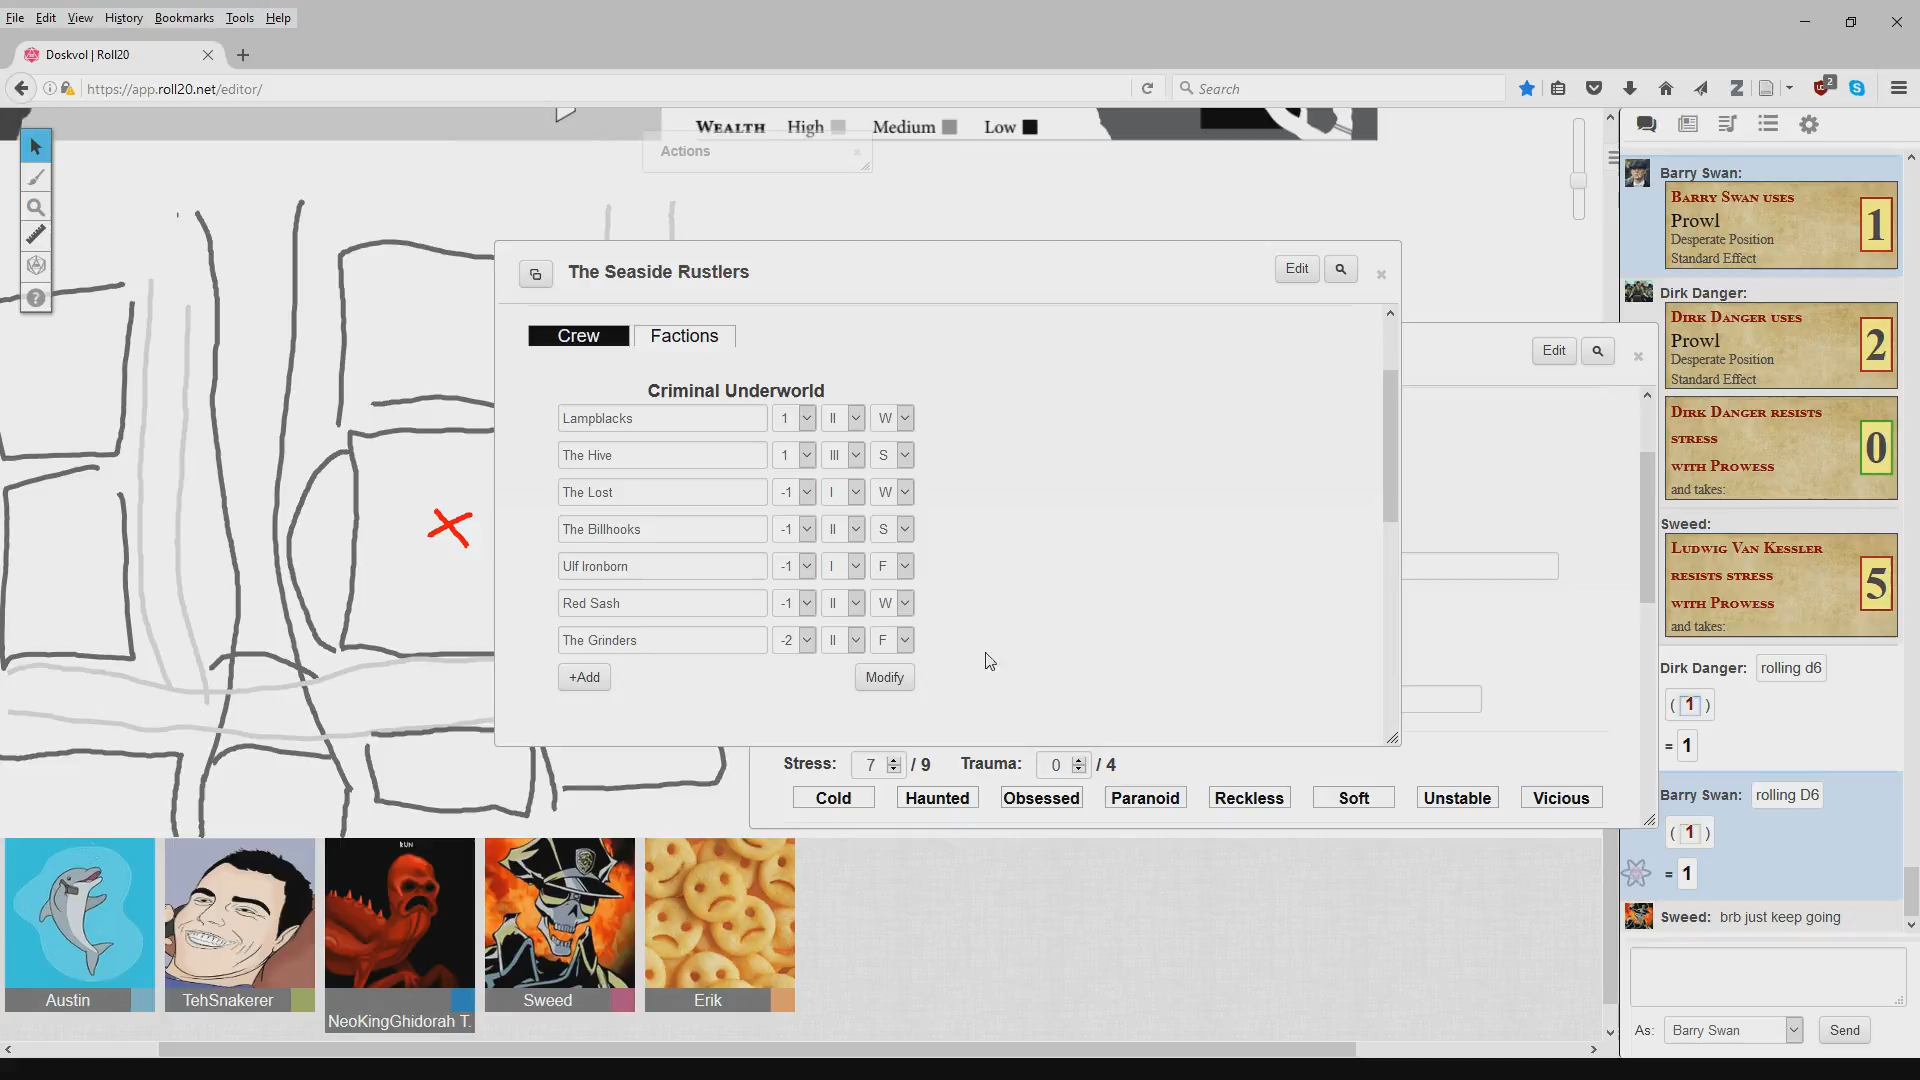 File Edit View History Bookmarks Tools Help
Doskvol | Roll20
https://app.roll20.net/editor/
Search
2
WEALTH High Medium Low
Actions
The Seaside Rustlers
Edit
Crew Factions
Criminal Underworld
Lampblacks 1 II W
The Hive 1 III S
The Lost -1 I W
The Billhooks -1 II S
Ulf Ironborn -1 I F
Red Sash -1 II W
The Grinders -2 II F
+Add Modify
Edit
Stress: 7 / 9 Trauma: 0 / 4
Cold Haunted Obsessed Paranoid Reckless Soft Unstable Vicious
RUN
Austin
TehSnakerer
NeoKingGhidorah T.
Sweed
Erik
Barry Swan:
BARRY SWAN USES
Prowl
Desperate Position
Standard Effect
1
Dirk Danger:
DIRK DANGER USES
Prowl
Desperate Position
Standard Effect
2
DIRK DANGER RESISTS
STRESS
WITH PROWESS
and takes:
0
Sweed:
LUDWIG VAN KESSLER
RESISTS STRESS
WITH PROWESS
and takes:
5
Dirk Danger: rolling d6
( 1 )
= 1
Barry Swan: rolling D6
( 1 )
= 1
Sweed: brb just keep going
As: Barry Swan Send